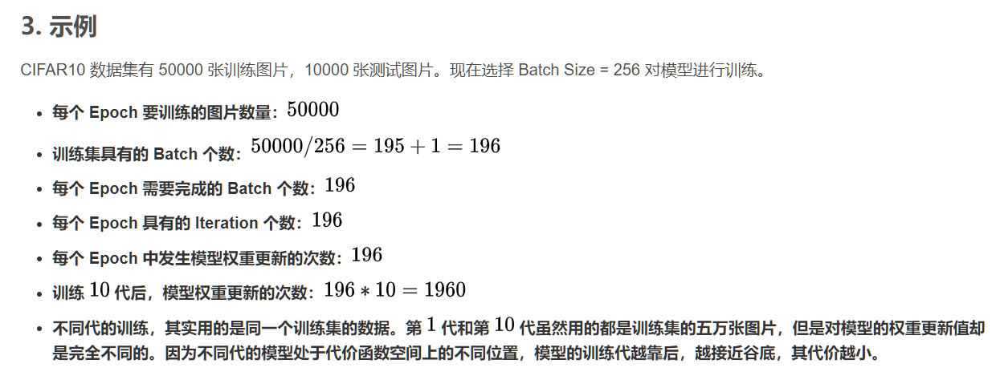 3. 示例
CIFAR10 数据集有 50000 张训练图片，10000 张测试图片。现在选择 Batch Size = 256 对模型进行训练。
• 每个 Epoch 要训练的图片数量：50000
• 训练集具有的 Batch 个数：50000/256 = 195 + 1 = 196
• 每个 Epoch 需要完成的 Batch 个数：196
• 每个 Epoch 具有的 Iteration 个数：196
• 每个 Epoch 中发生模型权重更新的次数：196
• 训练 10 代后，模型权重更新的次数：196 * 10 = 1960
• 不同代的训练，其实用的是同一个训练集的数据。第 1 代和第 10 代虽然用的都是训练集的五万张图片，但是对模型的权重更新值却
是完全不同的。因为不同代的模型处于代价函数空间上的不同位置，模型的训练代越靠后，越接近谷底，其代价越小。